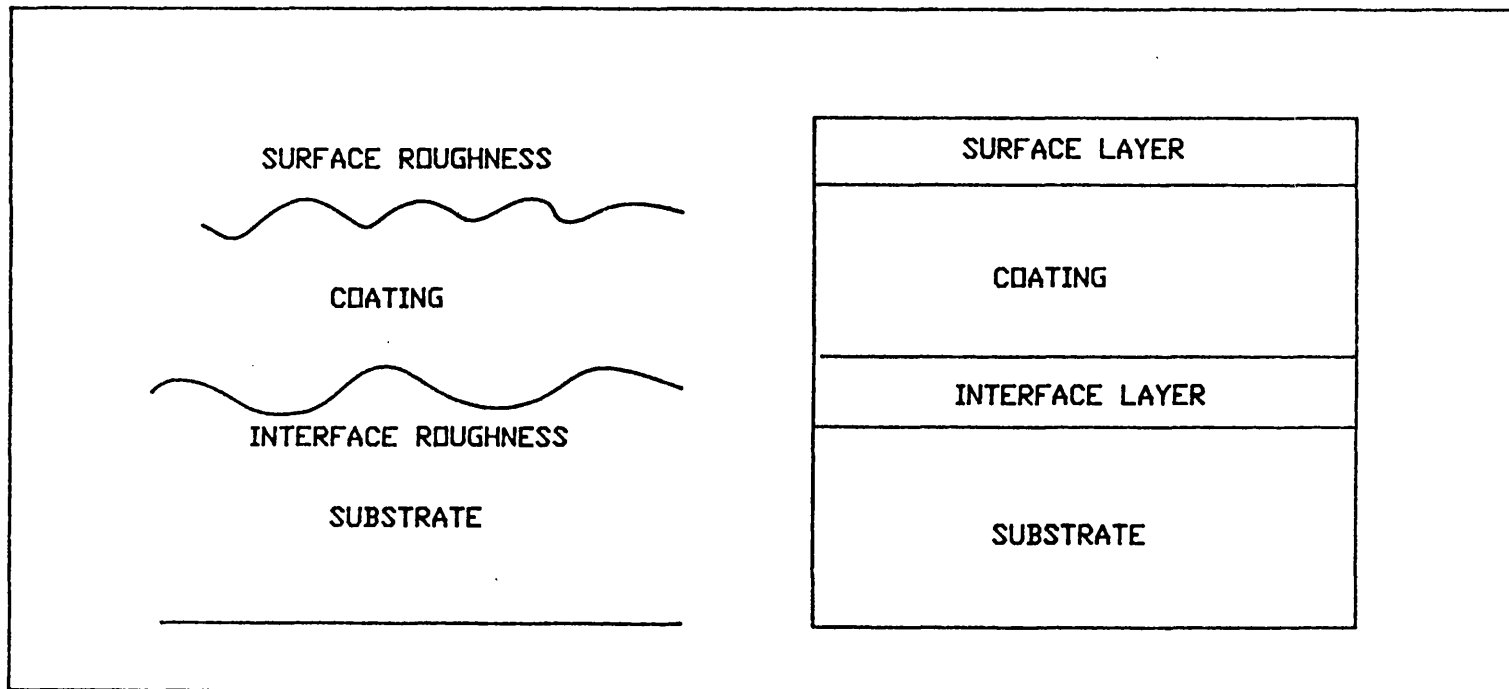 SURFACE ROUGHNESS
COATING
INTERFACE ROUGHNESS
SUBSTRATE
SURFACE LAYER
COATING
INTERFACE LAYER
SUBSTRATE